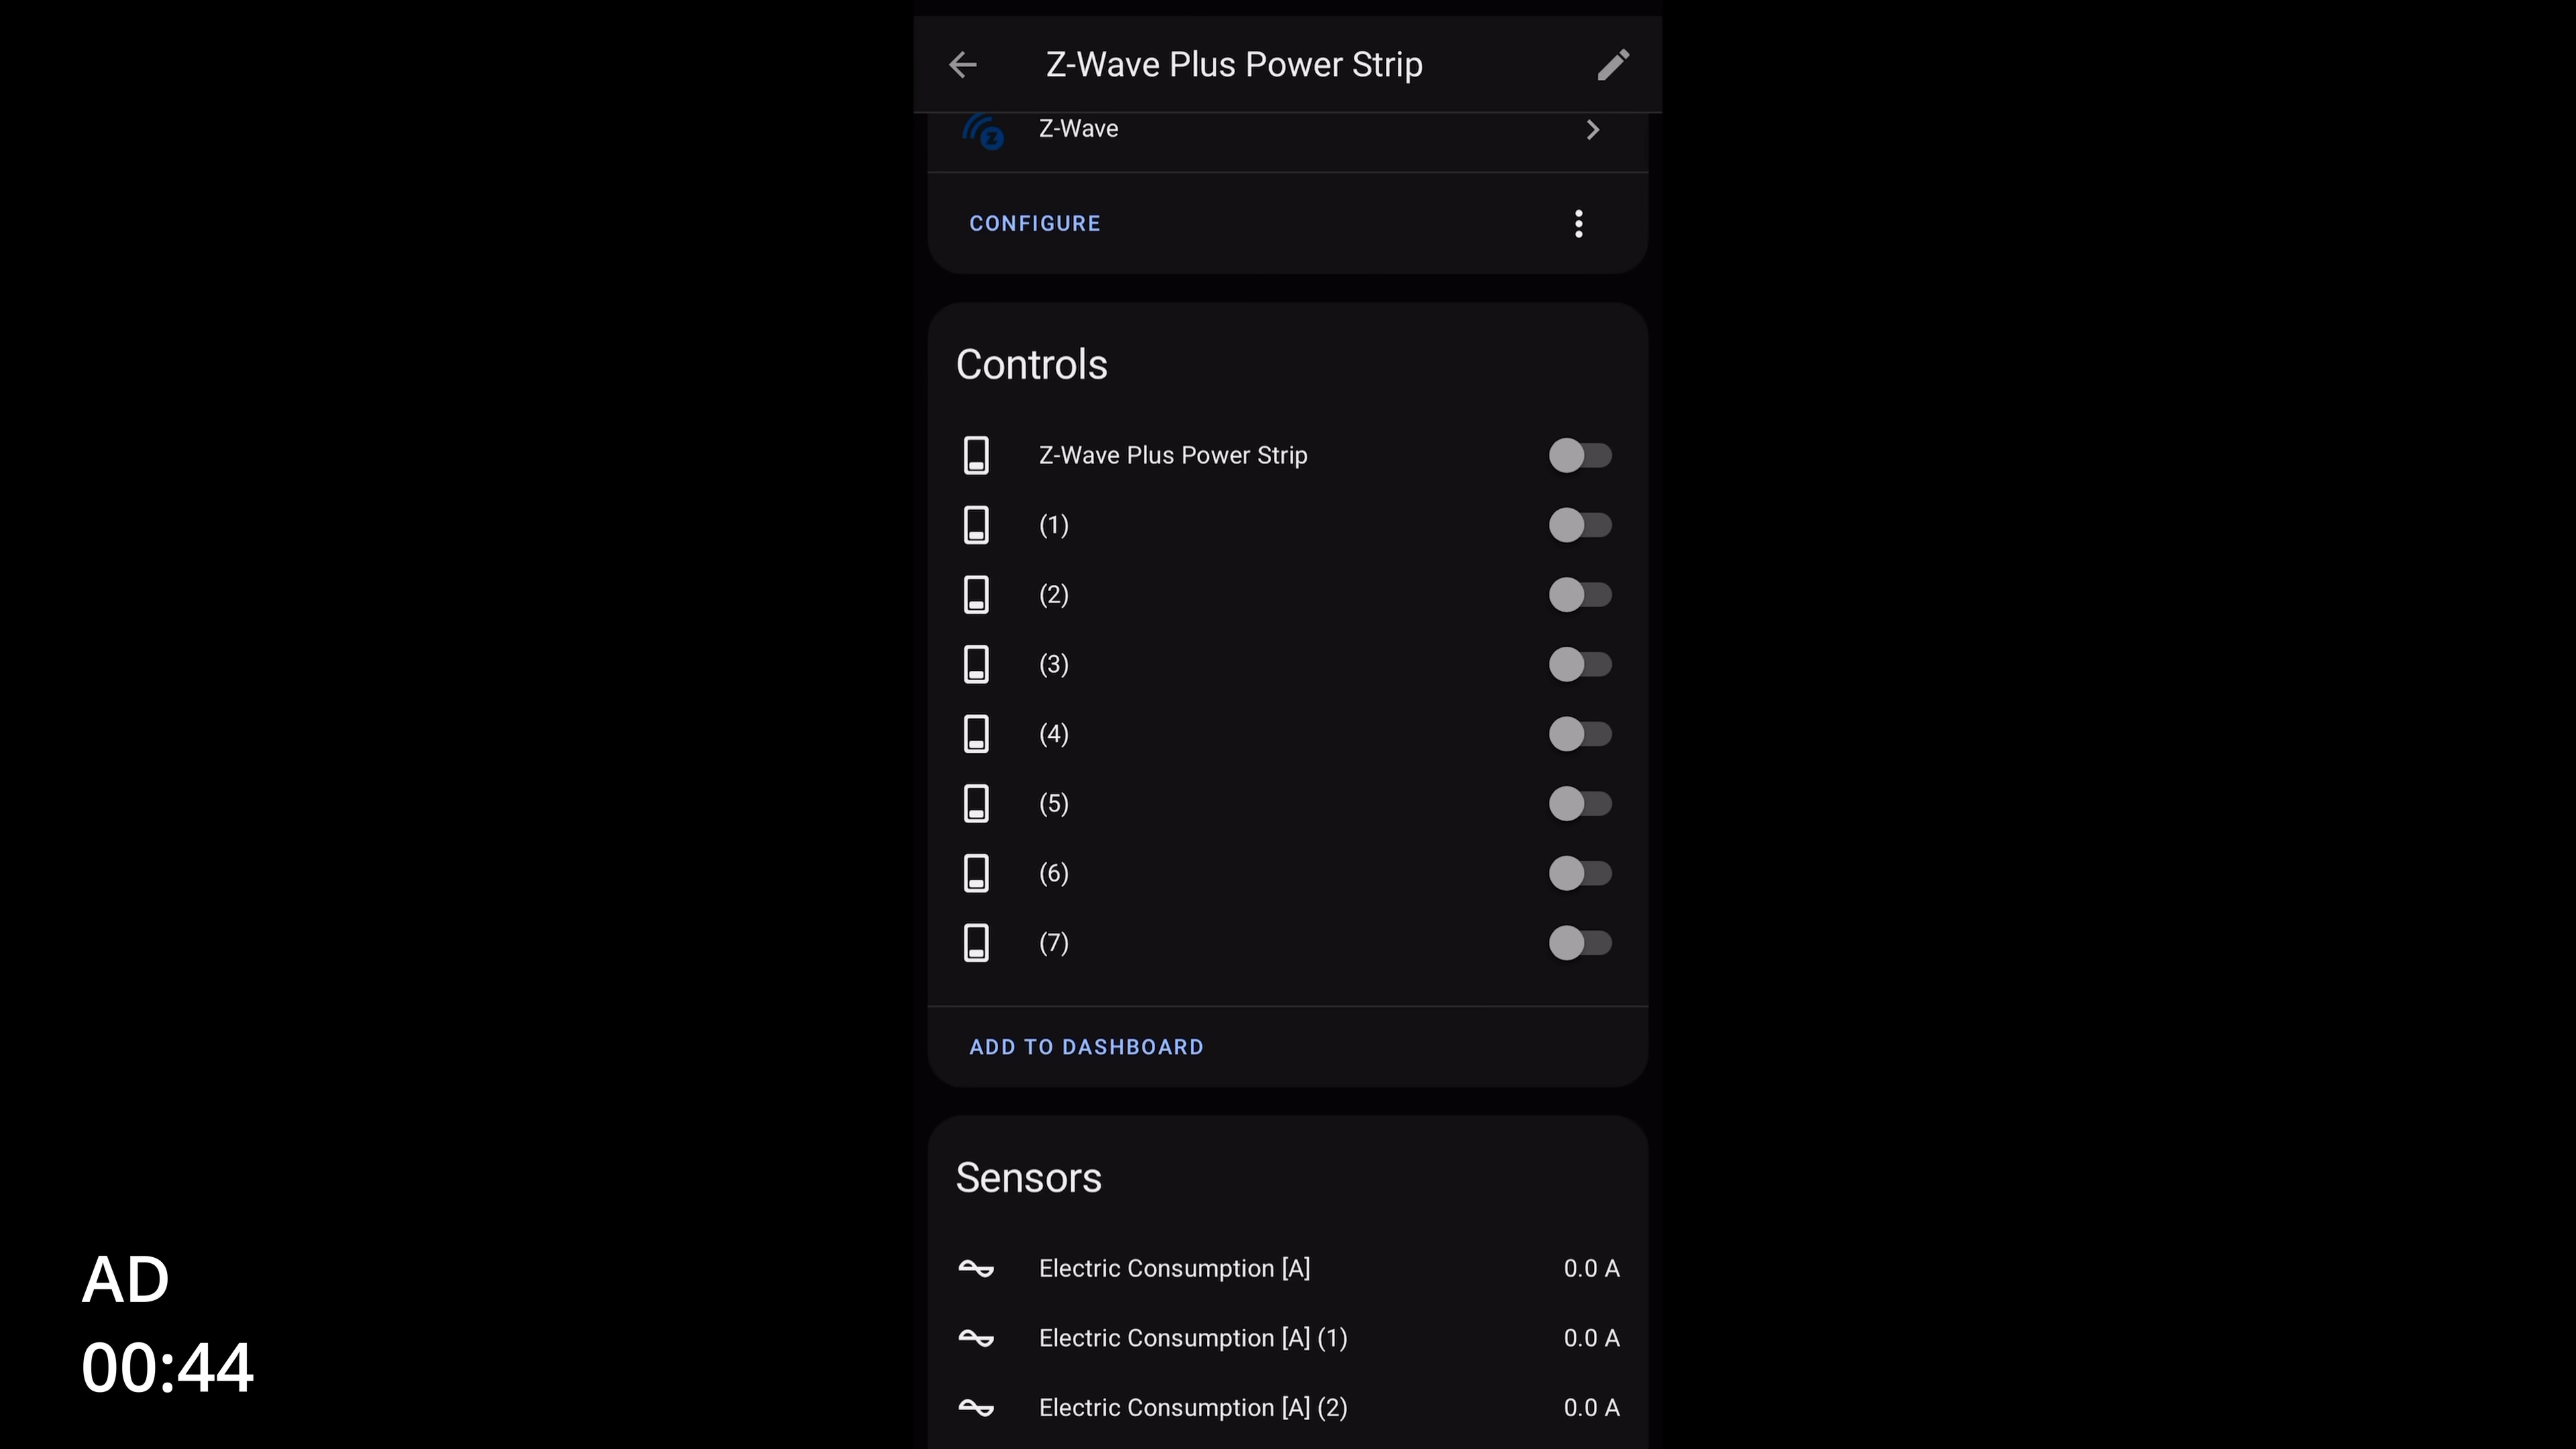 Z-Wave Plus Power Strip
Z-Wave
CONFIGURE
Controls
Z-Wave Plus Power Strip
(1)
(2)
(3)
(4)
(5)
(6)
(7)
ADD TO DASHBOARD
Sensors
Electric Consumption [A] 0.0 A
Electric Consumption [A] (1) 0.0 A
Electric Consumption [A] (2) 0.0 A
AD
00:44